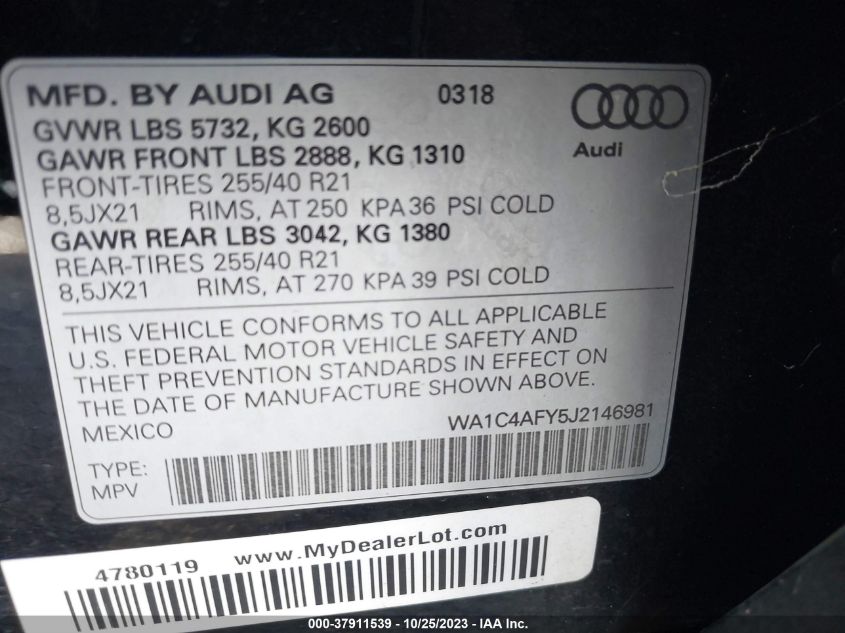 MFD. BY AUDI AG 0318
GVWR LBS 5732, KG 2600
GAWR FRONT LBS 2888, KG 1310
Audi
FRONT-TIRES 255/40 R21
8,5JX21 RIMS, AT 250 KPA 36 PSI COLD
GAWR REAR LBS 3042, KG 1380
REAR-TIRES 255/40 R21
8,5JX21 RIMS, AT 270 KPA 39 PSI COLD
THIS VEHICLE CONFORMS TO ALL APPLICABLE
U.S. FEDERAL MOTOR VEHICLE SAFETY AND
THEFT PREVENTION STANDARDS IN EFFECT ON
THE DATE OF MANUFACTURE SHOWN ABOVE.
MEXICO WA1C4AFY5J2146981
TYPE:
MPV
4780119 www.MyDealerLot.com
000-37911539 - 10/25/2023 - IAA Inc.